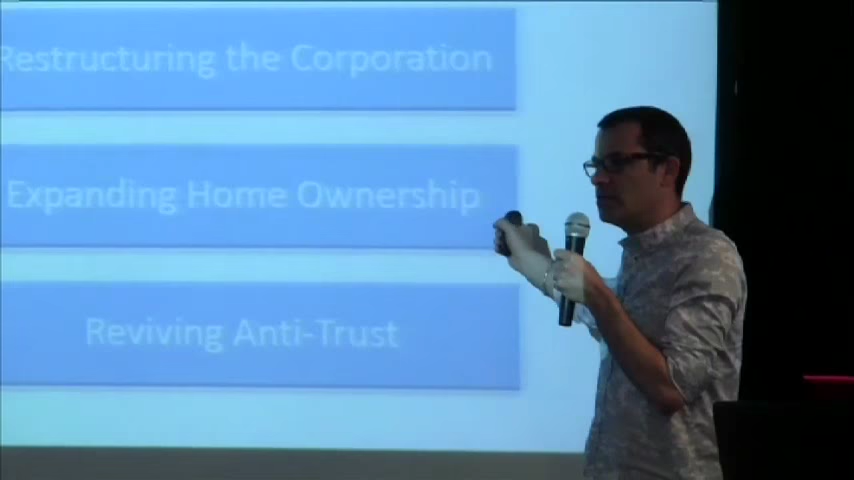 Restructuring the Corporation
Expanding Home Ownership
Reviving Anti-Trust